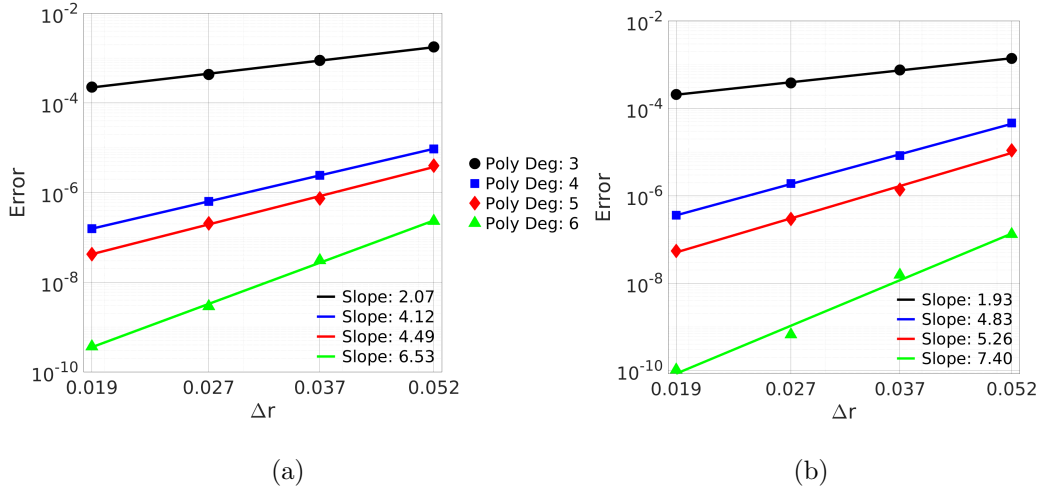 10^-2
10^-4
10^-6
10^-8
10^-10
Error
0.019 0.027 0.037 0.052
Δr
Slope: 2.07
Slope: 4.12
Slope: 4.49
Slope: 6.53
(a)
Poly Deg: 3
Poly Deg: 4
Poly Deg: 5
Poly Deg: 6
10^-2
10^-4
10^-6
10^-8
10^-10
Error
0.019 0.027 0.037 0.052
Δr
Slope: 1.93
Slope: 4.83
Slope: 5.26
Slope: 7.40
(b)